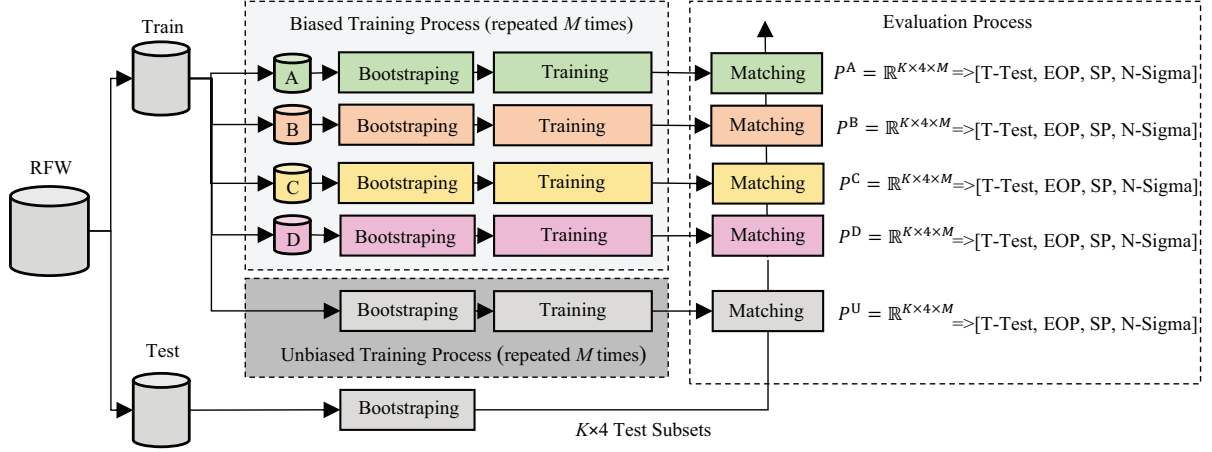 Train
Biased Training Process (repeated M times)
Evaluation Process
A
Bootstraping
Training
Matching
P^A = ℝ^{K×4×M} =>[T-Test, EOP, SP, N-Sigma]
B
Bootstraping
Training
Matching
P^B = ℝ^{K×4×M} =>[T-Test, EOP, SP, N-Sigma]
RFW
C
Bootstraping
Training
Matching
P^C = ℝ^{K×4×M} =>[T-Test, EOP, SP, N-Sigma]
D
Bootstraping
Training
Matching
P^D = ℝ^{K×4×M} =>[T-Test, EOP, SP, N-Sigma]
Bootstraping
Training
Matching
P^U = ℝ^{K×4×M} =>[T-Test, EOP, SP, N-Sigma]
Unbiased Training Process (repeated M times)
Test
Bootstraping
K×4 Test Subsets